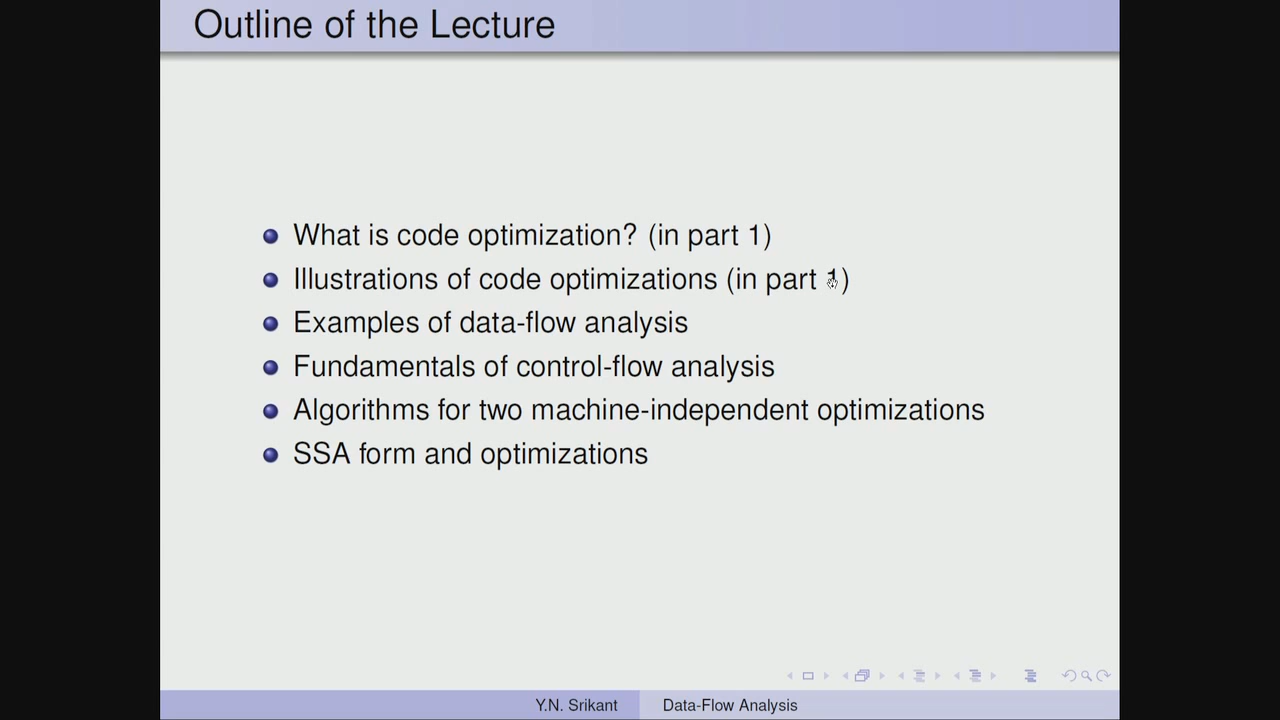 Outline of the Lecture
What is code optimization? (in part 1)
Illustrations of code optimizations (in part 1)
Examples of data-flow analysis
Fundamentals of control-flow analysis
Algorithms for two machine-independent optimizations
SSA form and optimizations
Y.N. Srikant Data-Flow Analysis